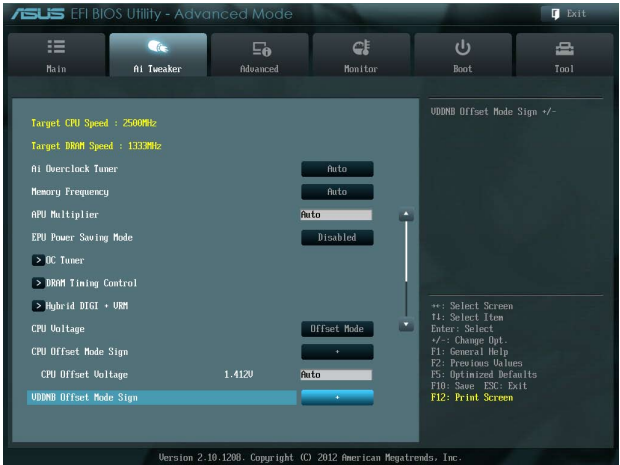 ASUS EFI BIOS Utility - Advanced Mode
Exit
Main
Ai Tweaker
Advanced
Monitor
Boot
Tool
Target CPU Speed : 2500MHz
Target DRAM Speed : 1333MHz
Ai Overclock Tuner Auto
Memory Frequency Auto
APU Multiplier Auto
EPU Power Saving Mode Disabled
> OC Tuner
> DRAM Timing Control
> Hybrid DIGI + VRM
CPU Voltage Offset Mode
CPU Offset Mode Sign +
CPU Offset Voltage 1.412V Auto
VDDNB Offset Mode Sign +
VDDNB Offset Mode Sign +/-
→←: Select Screen
↑↓: Select Item
Enter: Select
+/-: Change Opt.
F1: General Help
F2: Previous Values
F5: Optimized Defaults
F10: Save ESC: Exit
F12: Print Screen
Version 2.10.1208. Copyright (C) 2012 American Megatrends, Inc.